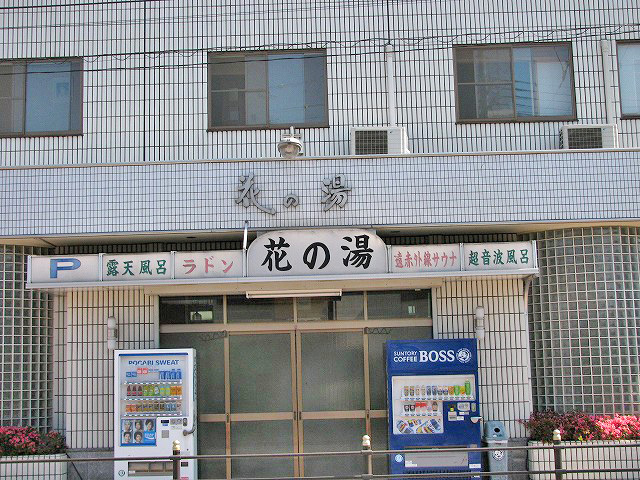 花の湯
P
露天風呂
ラドン
花の湯
遠赤外線サウナ
超音波風呂
POCARI SWEAT
SUNTORY
COFFEE BOSS